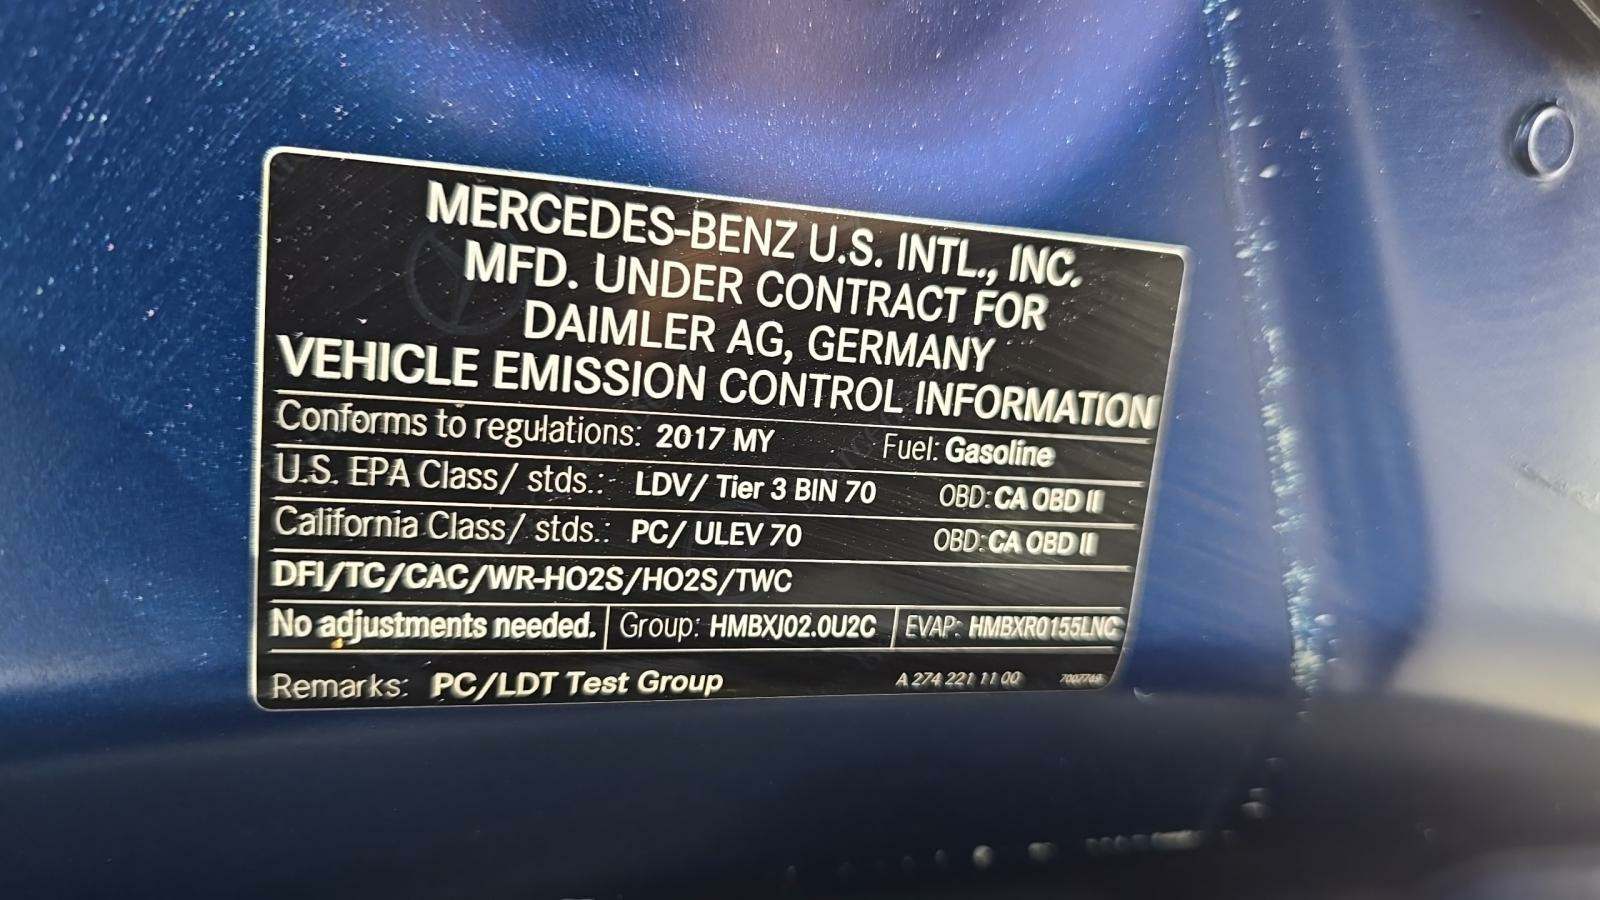 MERCEDES-BENZ U.S. INTL., INC.
MFD. UNDER CONTRACT FOR
DAIMLER AG, GERMANY
VEHICLE EMISSION CONTROL INFORMATION
Conforms to regulations: 2017 MY Fuel: Gasoline
U.S. EPA Class/ stds.: LDV/ Tier 3 BIN 70 OBD: CA OBD II
California Class/ stds.: PC/ ULEV 70 OBD: CA OBD II
DFI/TC/CAC/WR-HO2S/HO2S/TWC
No adjustments needed. Group: HMBXJ02.0U2C EVAP: HMBXR0155LNC
Remarks: PC/LDT Test Group A 274 221 11 00 7007769